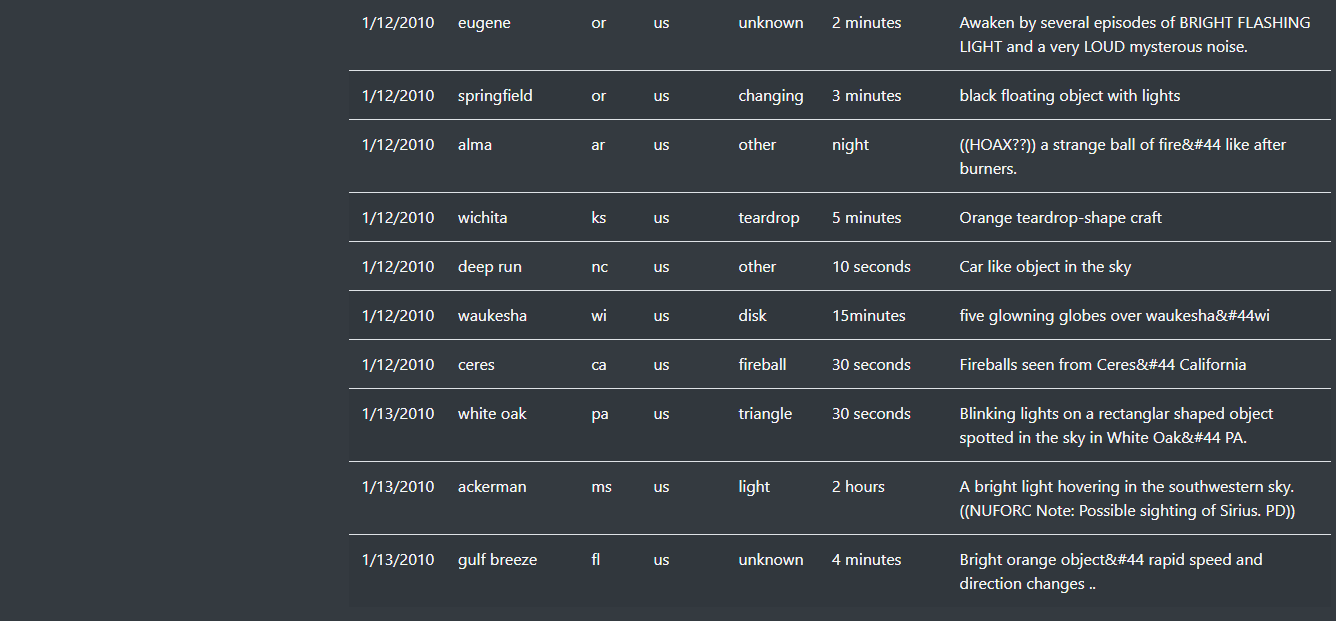 1/12/2010 eugene or us unknown 2 minutes Awaken by several episodes of BRIGHT FLASHING
LIGHT and a very LOUD mysterous noise.
1/12/2010 springfield or us changing 3 minutes black floating object with lights
1/12/2010 alma ar us other night ((HOAX??)) a strange ball of fire&#44 like after
burners.
1/12/2010 wichita ks us teardrop 5 minutes Orange teardrop-shape craft
1/12/2010 deep run nc us other 10 seconds Car like object in the sky
1/12/2010 waukesha wi us disk 15minutes five glowning globes over waukesha&#44wi
1/12/2010 ceres ca us fireball 30 seconds Fireballs seen from Ceres&#44 California
1/13/2010 white oak pa us triangle 30 seconds Blinking lights on a rectanglar shaped object
spotted in the sky in White Oak&#44 PA.
1/13/2010 ackerman ms us light 2 hours A bright light hovering in the southwestern sky.
((NUFORC Note: Possible sighting of Sirius. PD))
1/13/2010 gulf breeze fl us unknown 4 minutes Bright orange object&#44 rapid speed and
direction changes ..